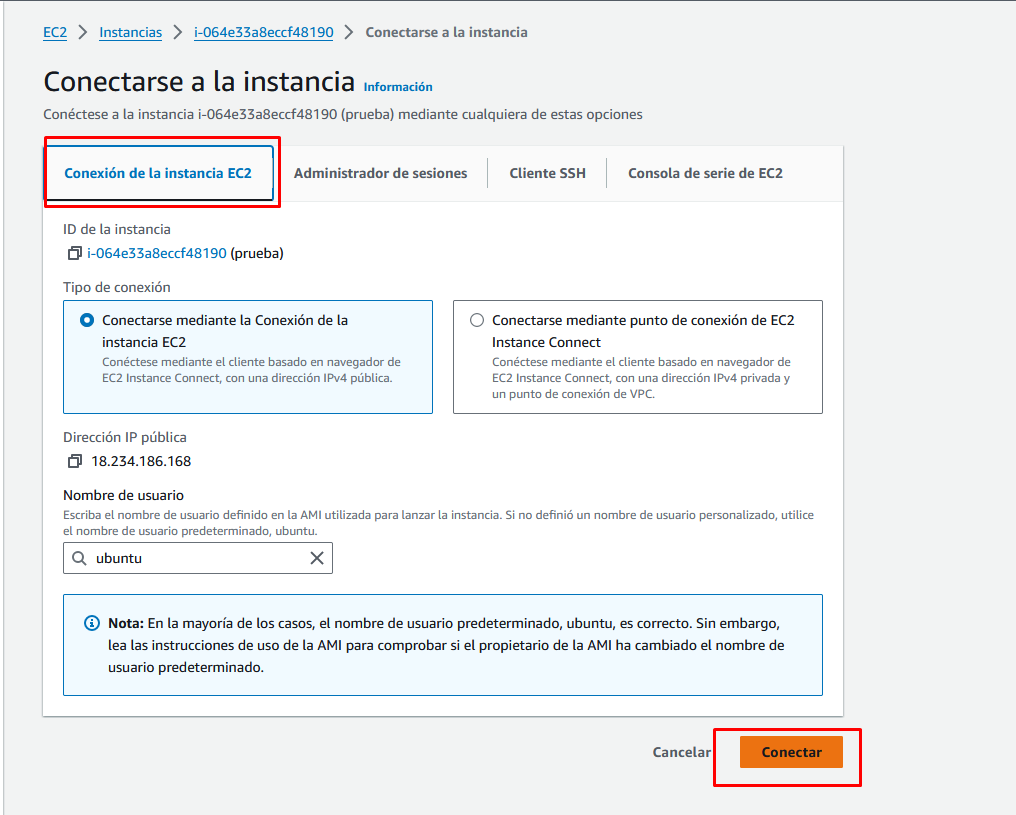 EC2 > Instancias > i-064e33a8eccf48190 > Conectarse a la instancia
Conectarse a la instancia Información
Conéctese a la instancia i-064e33a8eccf48190 (prueba) mediante cualquiera de estas opciones
Conexión de la instancia EC2 Administrador de sesiones Cliente SSH Consola de serie de EC2
ID de la instancia
i-064e33a8eccf48190 (prueba)
Tipo de conexión
Conectarse mediante la Conexión de la
instancia EC2
Conéctese mediante el cliente basado en navegador de
EC2 Instance Connect, con una dirección IPv4 pública.
Conectarse mediante punto de conexión de EC2
Instance Connect
Conéctese mediante el cliente basado en navegador de
EC2 Instance Connect, con una dirección IPv4 privada y
un punto de conexión de VPC.
Dirección IP pública
18.234.186.168
Nombre de usuario
Escriba el nombre de usuario definido en la AMI utilizada para lanzar la instancia. Si no definió un nombre de usuario personalizado, utilice
el nombre de usuario predeterminado, ubuntu.
ubuntu
Nota: En la mayoría de los casos, el nombre de usuario predeterminado, ubuntu, es correcto. Sin embargo,
lea las instrucciones de uso de la AMI para comprobar si el propietario de la AMI ha cambiado el nombre de
usuario predeterminado.
Cancelar Conectar